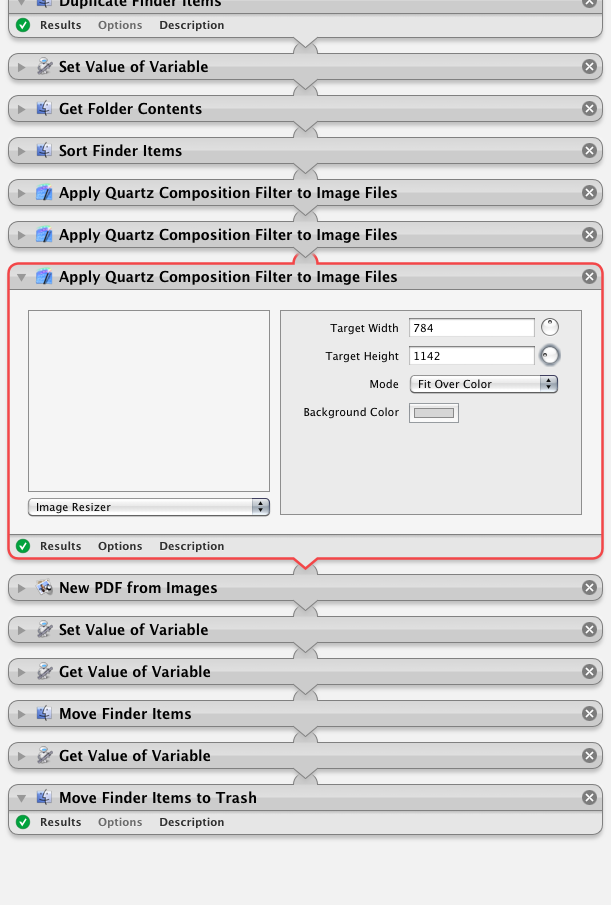 Duplicate Finder Items
Results Options Description
Set Value of Variable
Get Folder Contents
Sort Finder Items
Apply Quartz Composition Filter to Image Files
Apply Quartz Composition Filter to Image Files
Apply Quartz Composition Filter to Image Files
Target Width 784
Target Height 1142
Mode Fit Over Color
Background Color
Image Resizer
Results Options Description
New PDF from Images
Set Value of Variable
Get Value of Variable
Move Finder Items
Get Value of Variable
Move Finder Items to Trash
Results Options Description